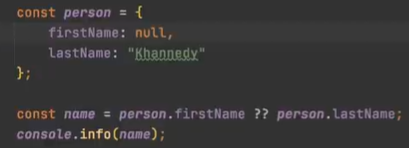 const person = {
    firstName: null,
    lastName: "Khannedy"
};

const name = person.firstName ?? person.lastName;
console.info(name);